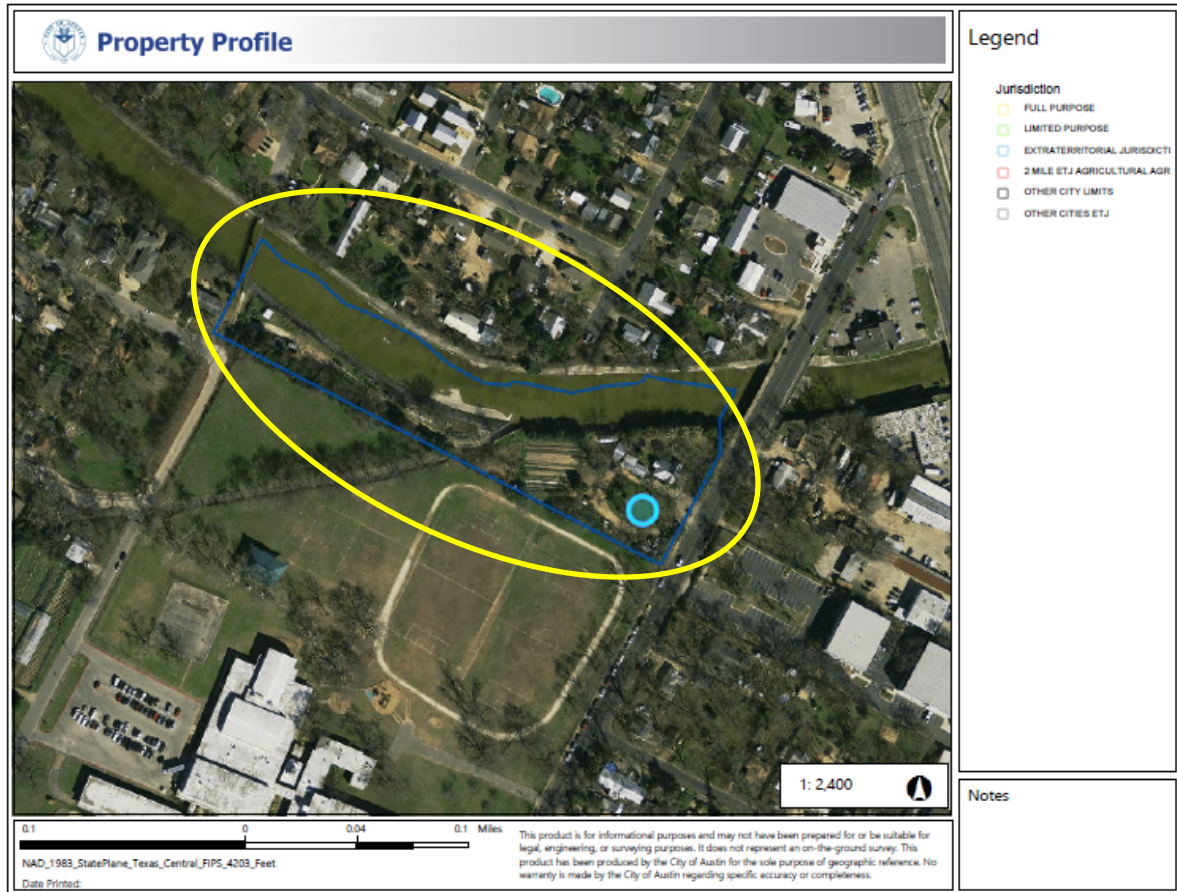 Property Profile
Legend
Jurisdiction
FULL PURPOSE
LIMITED PURPOSE
EXTRATERRITORIAL JURISDICTI
2 MILE ETJ AGRICULTURAL AGR
OTHER CITY LIMITS
OTHER CITIES ETJ
1: 2,400
Notes
0.1 0 0.04 0.1 Miles
NAD_1983_StatePlane_Texas_Central_FIPS_4203_Feet
Date Printed:
This product is for informational purposes and may not have been prepared for or be suitable for
legal, engineering, or surveying purposes. It does not represent an on-the-ground survey. This
product has been produced by the City of Austin for the sole purpose of geographic reference. No
warranty is made by the City of Austin regarding specific accuracy or completeness.